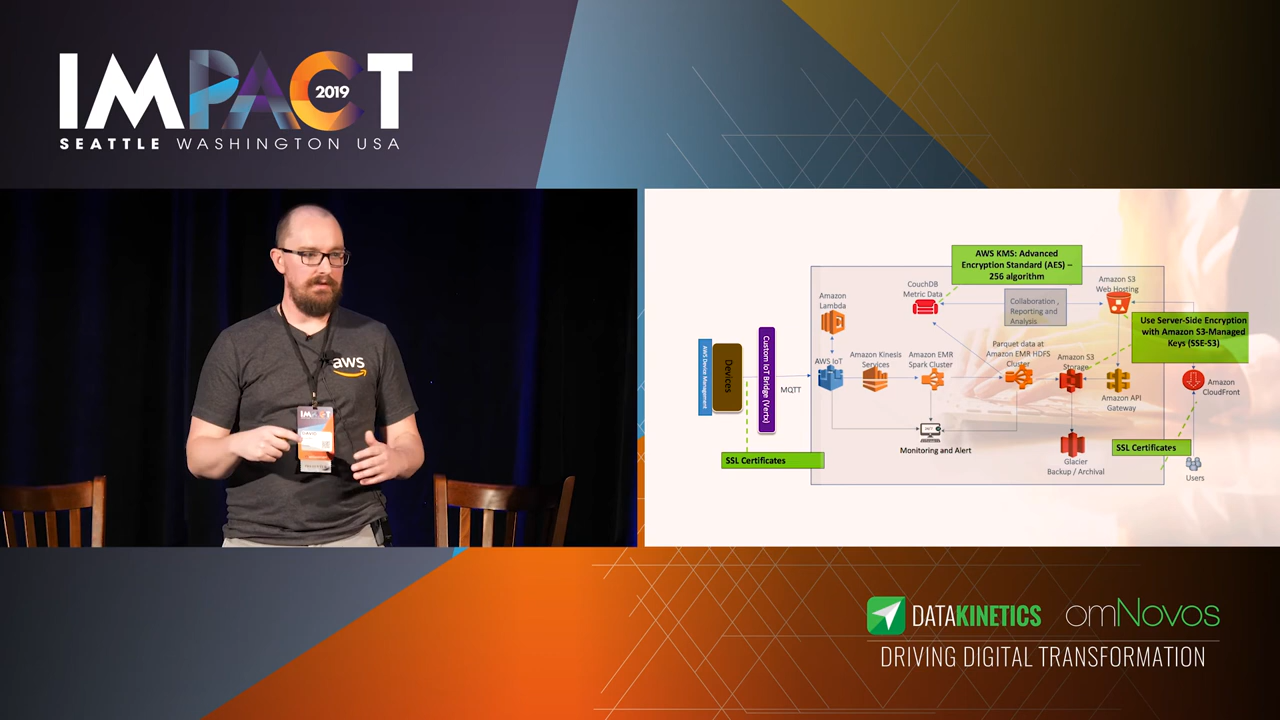 IMPACT
2019
SEATTLE WASHINGTON USA
aws
IMPACT
AWS KMS: Advanced
Encryption Standard (AES) –
256 algorithm
CouchDB
Metric Data
Collaboration ,
Reporting and
Analysis
Amazon S3
Web Hosting
Use Server-Side Encryption
with Amazon S3-Managed
Keys (SSE-S3)
Amazon
Lambda
AWS Device Management
Devices
Custom IoT Bridge (Vertx)
MQTT
AWS IoT
Amazon Kinesis
Services
Amazon EMR
Spark Cluster
Parquet data at
Amazon EMR HDFS
Cluster
Amazon S3
Storage
Amazon API
Gateway
Amazon
CloudFront
Monitoring and Alert
SSL Certificates
Glacier
Backup / Archival
SSL Certificates
Users
DATAKINETICS omNovos
DRIVING DIGITAL TRANSFORMATION